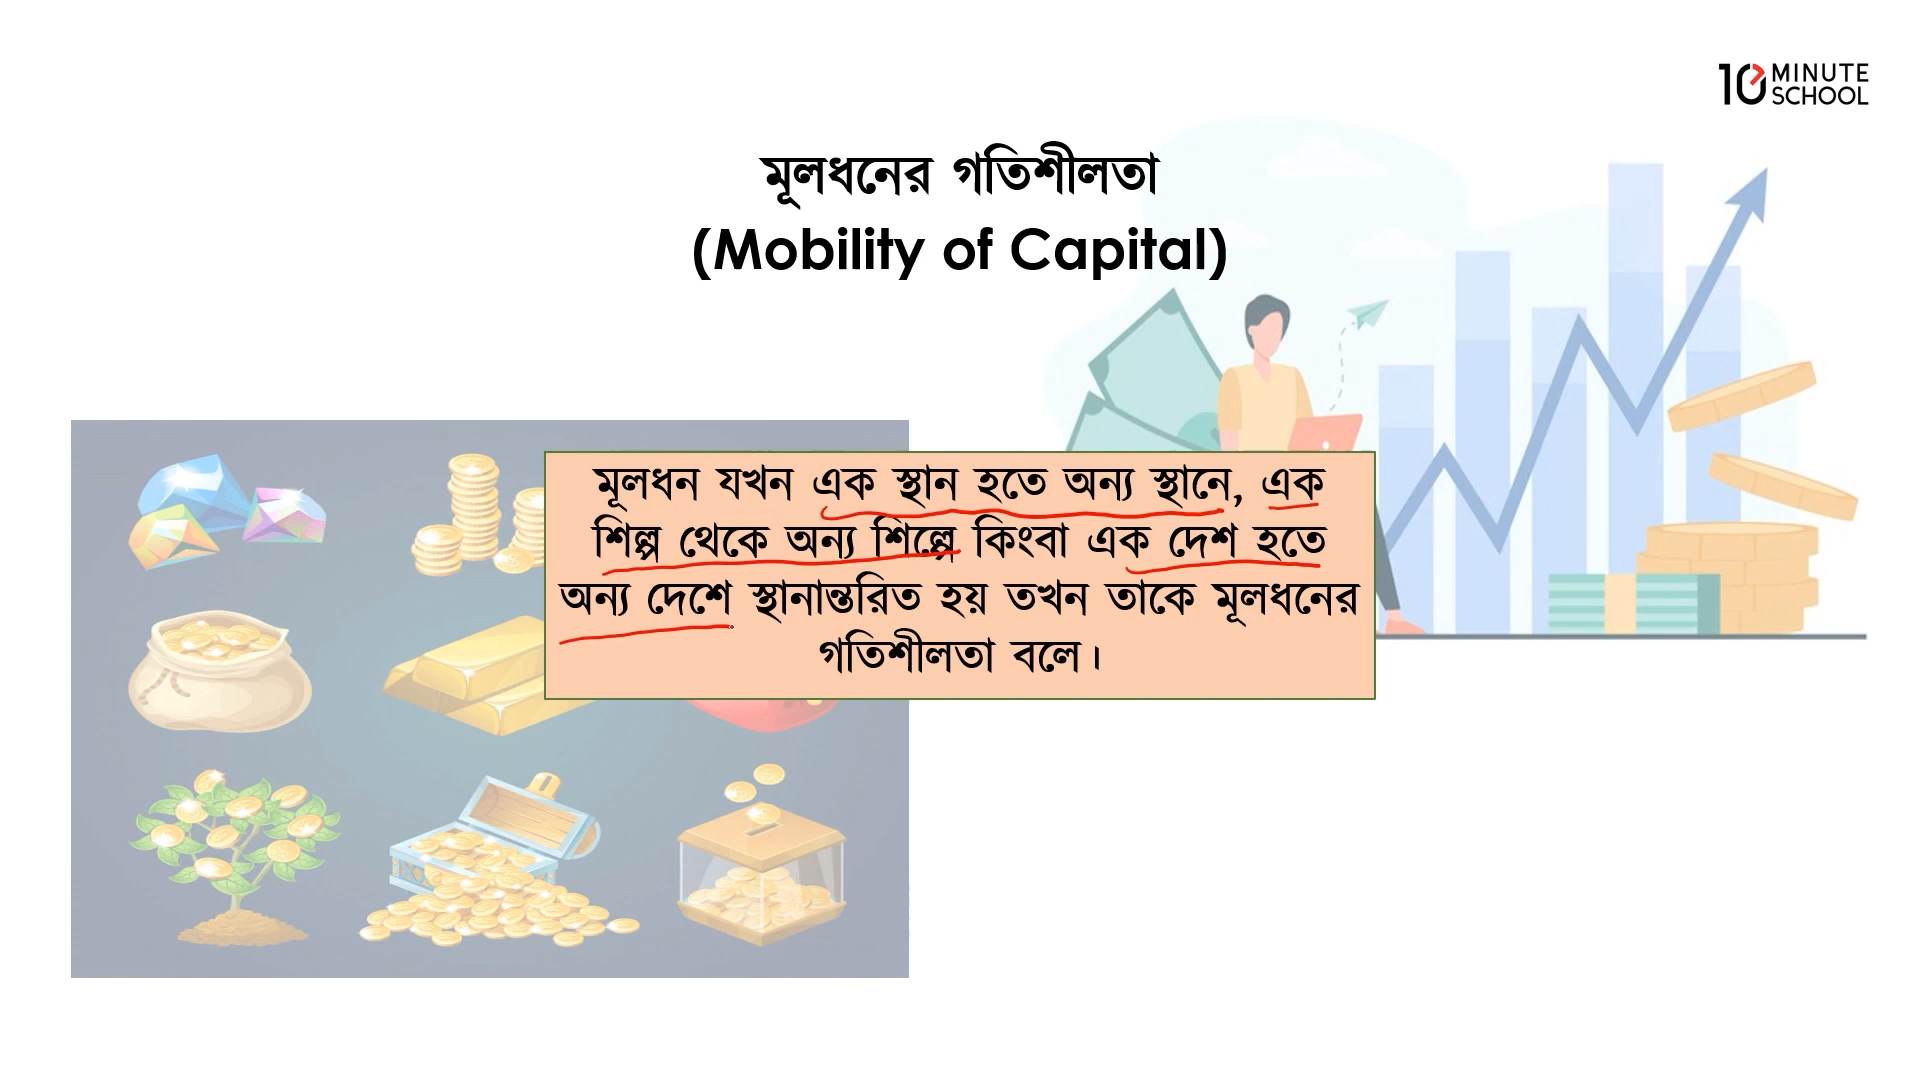 10 MINUTE
SCHOOL
মূলধনের গতিশীলতা
(Mobility of Capital)
মূলধন যখন এক স্থান হতে অন্য স্থানে, এক
শিল্প থেকে অন্য শিল্পে কিংবা এক দেশ হতে
অন্য দেশে স্থানান্তরিত হয় তখন তাকে মূলধনের
গতিশীলতা বলে।